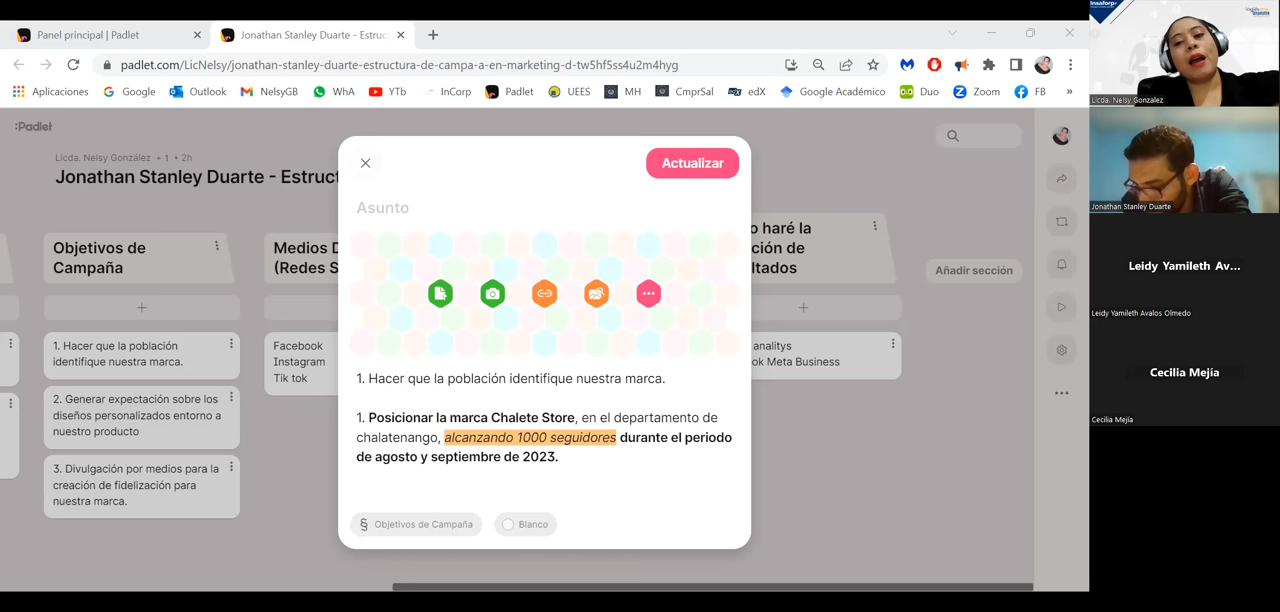 Panel principal | Padlet
Jonathan Stanley Duarte - Estruc
padlet.com/LicNelsy/jonathan-stanley-duarte-estructura-de-campa-a-en-marketing-d-tw5hf5ss4u2m4hyg
Aplicaciones
Google
Outlook
NelsyGB
WhA
YTb
InCorp
Padlet
UEES
MH
CmprSal
edX
Google Académico
Duo
Zoom
FB
»
:Padlet
Licda. Nelsy González + 1 • 2h
Jonathan Stanley Duarte - Estruct
Objetivos de
Campaña
1. Hacer que la población
identifique nuestra marca.
2. Generar expectación sobre los
diseños personalizados entorno a
nuestro producto
3. Divulgación por medios para la
creación de fidelización para
nuestra marca.
Medios D
(Redes S
Facebook
Instagram
Tik tok
Actualizar
Asunto
1. Hacer que la población identifique nuestra marca.
1. Posicionar la marca Chalete Store, en el departamento de
chalatenango, alcanzando 1000 seguidores durante el periodo
de agosto y septiembre de 2023.
Objetivos de Campaña
Blanco
o haré la
ción de
ltados
analitys
ok Meta Business
Añadir sección
Insaforp
Licda. Nelsy Gonzalez
Jonathan Stanley Duarte
Leidy Yamileth Av...
Leidy Yamileth Avalos Olmedo
Cecilia Mejía
Cecilia Mejía